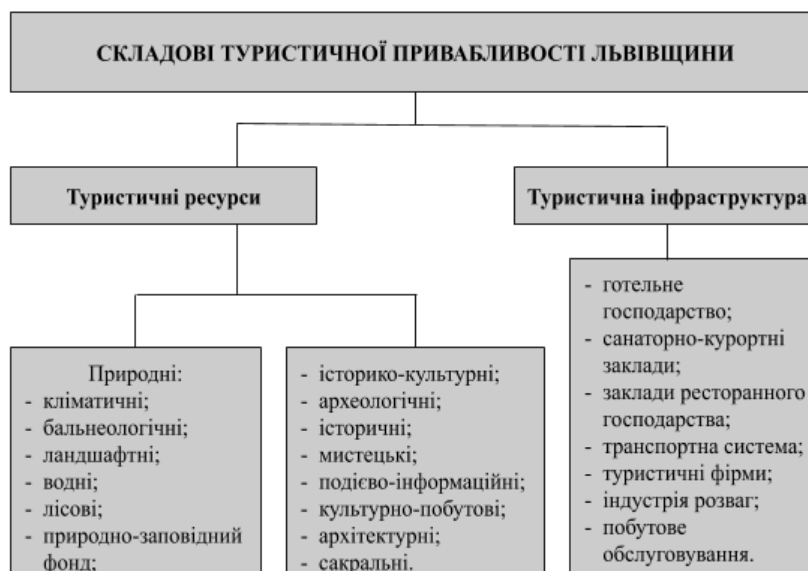 СКЛАДОВІ ТУРИСТИЧНОЇ ПРИВАБЛИВОСТІ ЛЬВІВЩИНИ
Туристичні ресурси
Туристична інфраструктура
Природні:
- кліматичні;
- бальнеологічні;
- ландшафтні;
- водні;
- лісові;
- природно-заповідний
фонд;
- історико-культурні;
- археологічні;
- історичні;
- мистецькі;
- подієво-інформаційні;
- культурно-побутові;
- архітектурні;
- сакральні.
- готельне
господарство;
- санаторно-курортні
заклади;
- заклади ресторанного
господарства;
- транспортна система;
- туристичні фірми;
- індустрія розваг;
- побутове
обслуговування.